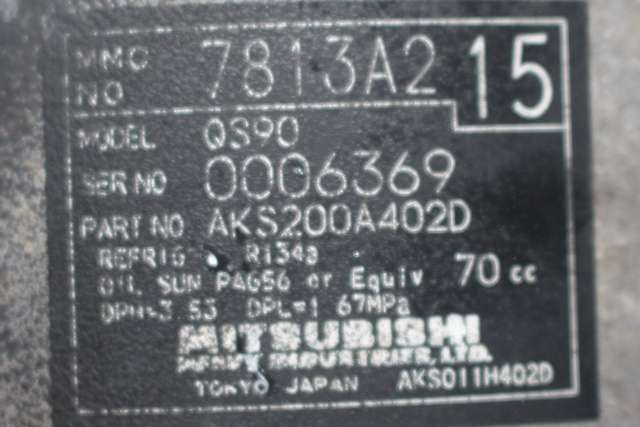 MMC NO 7813A215
MODEL QS90
SER NO 0006369
PART NO AKS200A402D
REFRIG R134a
OIL SUN PAG56 or Equiv 70 cc
DPH=3.53 DPL=1.67MPa
MITSUBISHI
HEAVY INDUSTRIES, LTD.
TOKYO JAPAN AKS011H402D